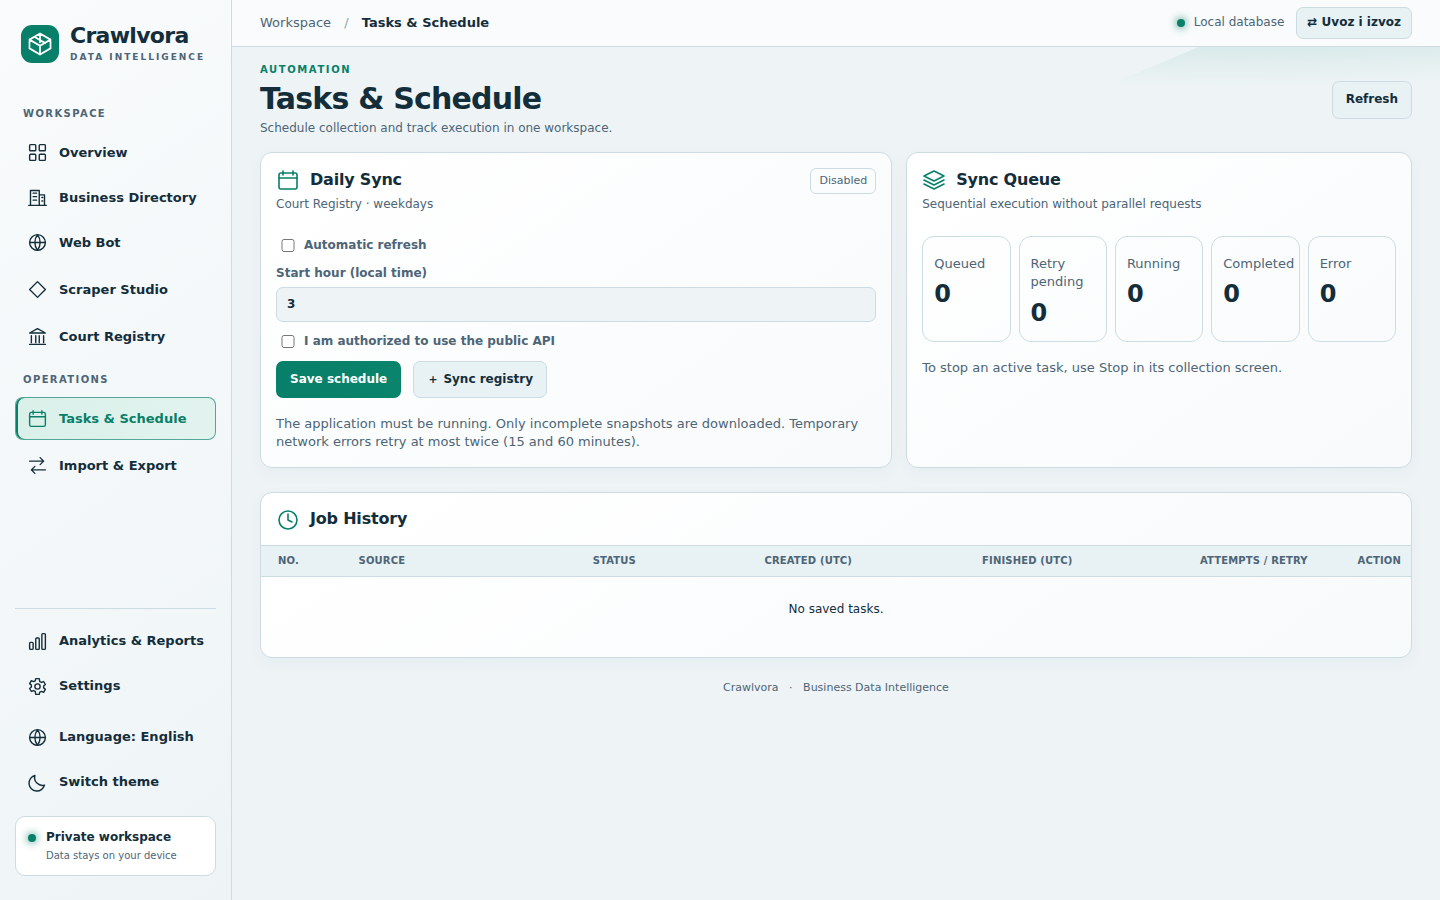 Crawlvora
DATA INTELLIGENCE
WORKSPACE
Overview
Business Directory
Web Bot
Scraper Studio
Court Registry
OPERATIONS
Tasks & Schedule
Import & Export
Analytics & Reports
Settings
Language: English
Switch theme
Private workspace
Data stays on your device
Workspace / Tasks & Schedule
Local database
⇄ Uvoz i izvoz
AUTOMATION
Tasks & Schedule
Schedule collection and track execution in one workspace.
Refresh
Daily Sync
Disabled
Court Registry · weekdays
Automatic refresh
Start hour (local time)
3
I am authorized to use the public API
Save schedule
+ Sync registry
The application must be running. Only incomplete snapshots are downloaded. Temporary
network errors retry at most twice (15 and 60 minutes).
Sync Queue
Sequential execution without parallel requests
Queued
0
Retry
pending
0
Running
0
Completed
0
Error
0
To stop an active task, use Stop in its collection screen.
Job History
NO. SOURCE STATUS CREATED (UTC) FINISHED (UTC) ATTEMPTS / RETRY ACTION
No saved tasks.
Crawlvora · Business Data Intelligence